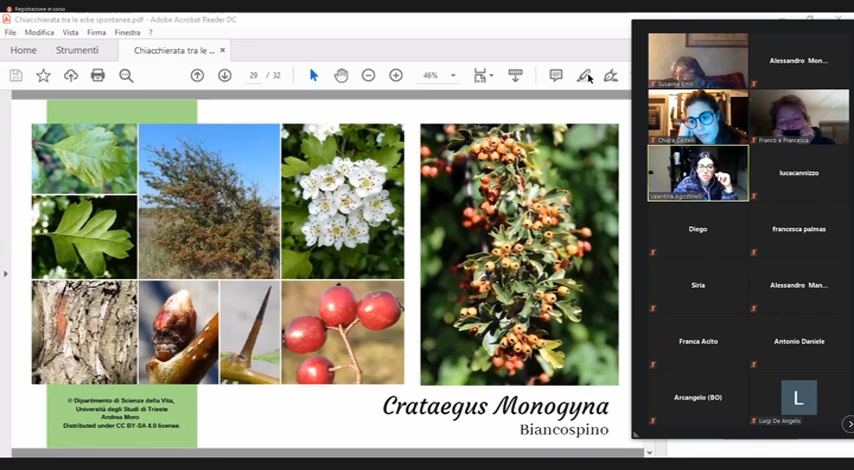 Registrazione in corso
Chiacchierata tra le erbe spontanee.pdf - Adobe Acrobat Reader DC
File Modifica Vista Firma Finestra ?
Home Strumenti Chiacchierata tra le ... ×
29 / 32 46%
© Dipartimento di Scienze della Vita,
Università degli Studi di Trieste
Andrea Moro
Distributed under CC BY-SA 4.0 license.
Crataegus Monogyna
Biancospino
Alessandro Mon...
Chiara Castelli
Franco e Francesca
Valentina Agostinelli
lucacannizzo
Diego
francesca palmas
Siria
Alessandro Man...
Franca Acito
Antonio Daniele
Arcangelo (BO)
L
Luigi De Angelis